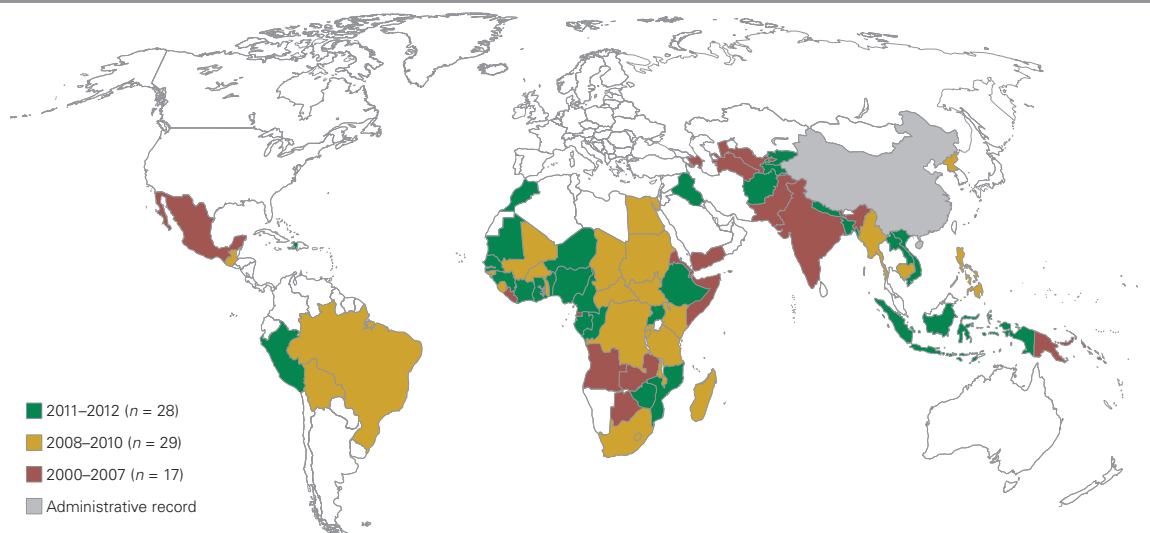 2011–2012 (n = 28)
2008–2010 (n = 29)
2000–2007 (n = 17)
Administrative record